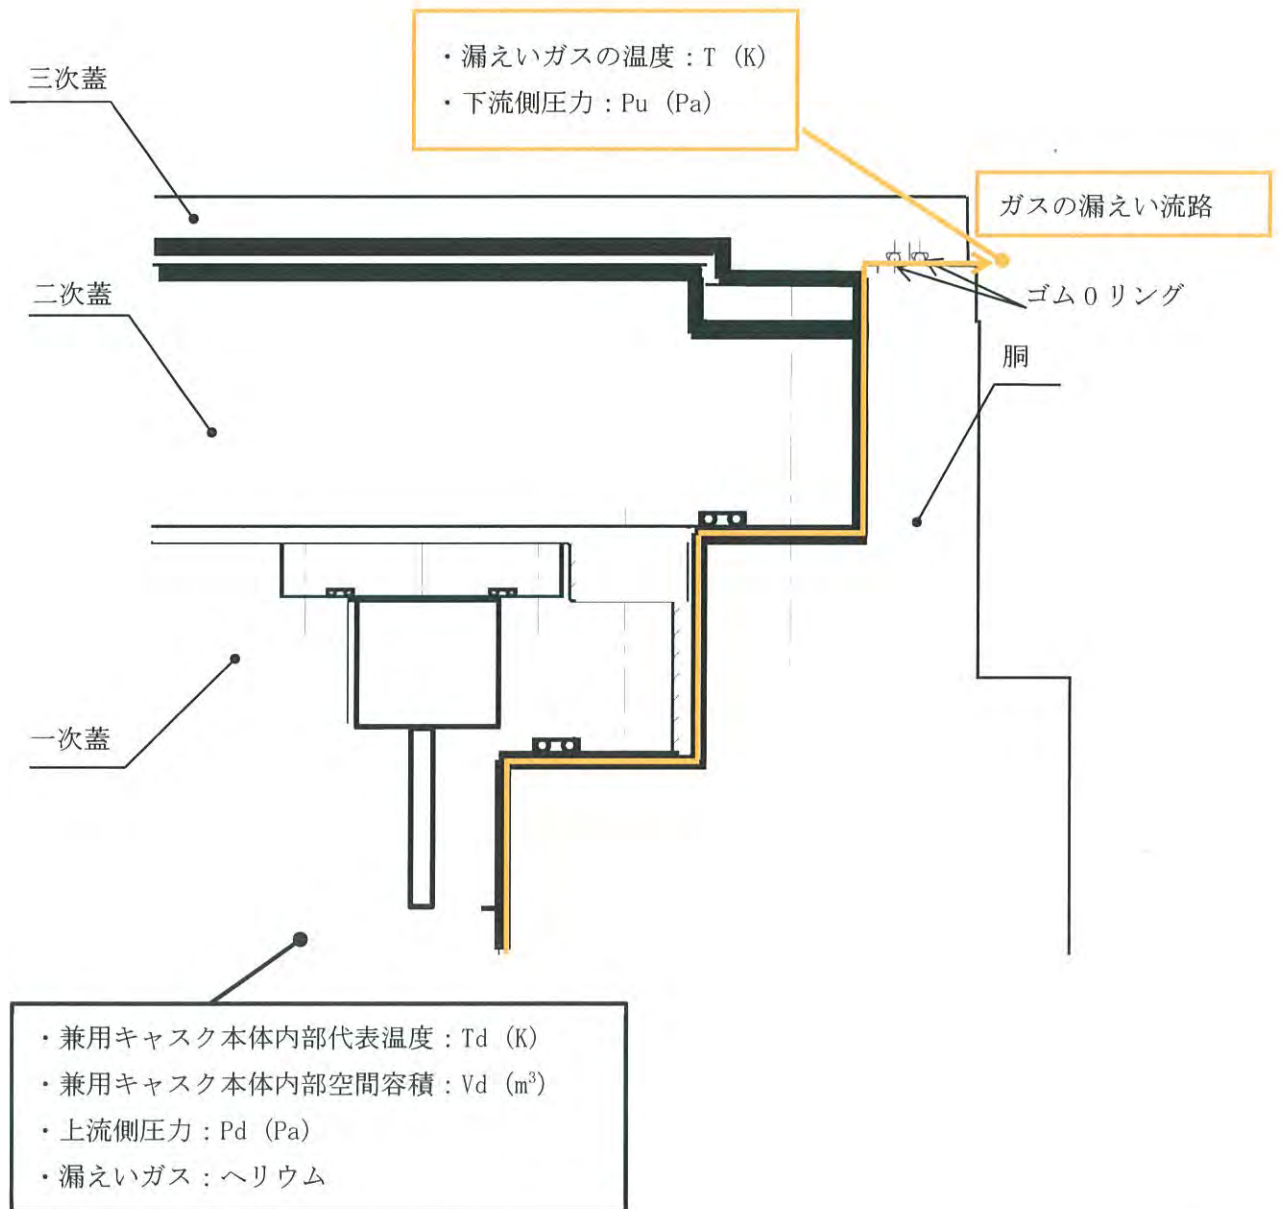 ・漏えいガスの温度：T (K)
・下流側圧力：Pu (Pa)
三次蓋
ガスの漏えい流路
二次蓋
ゴムOリング
胴
一次蓋
・兼用キャスク本体内部代表温度：Td (K)
・兼用キャスク本体内部空間容積：Vd (m³)
・上流側圧力：Pd (Pa)
・漏えいガス：ヘリウム